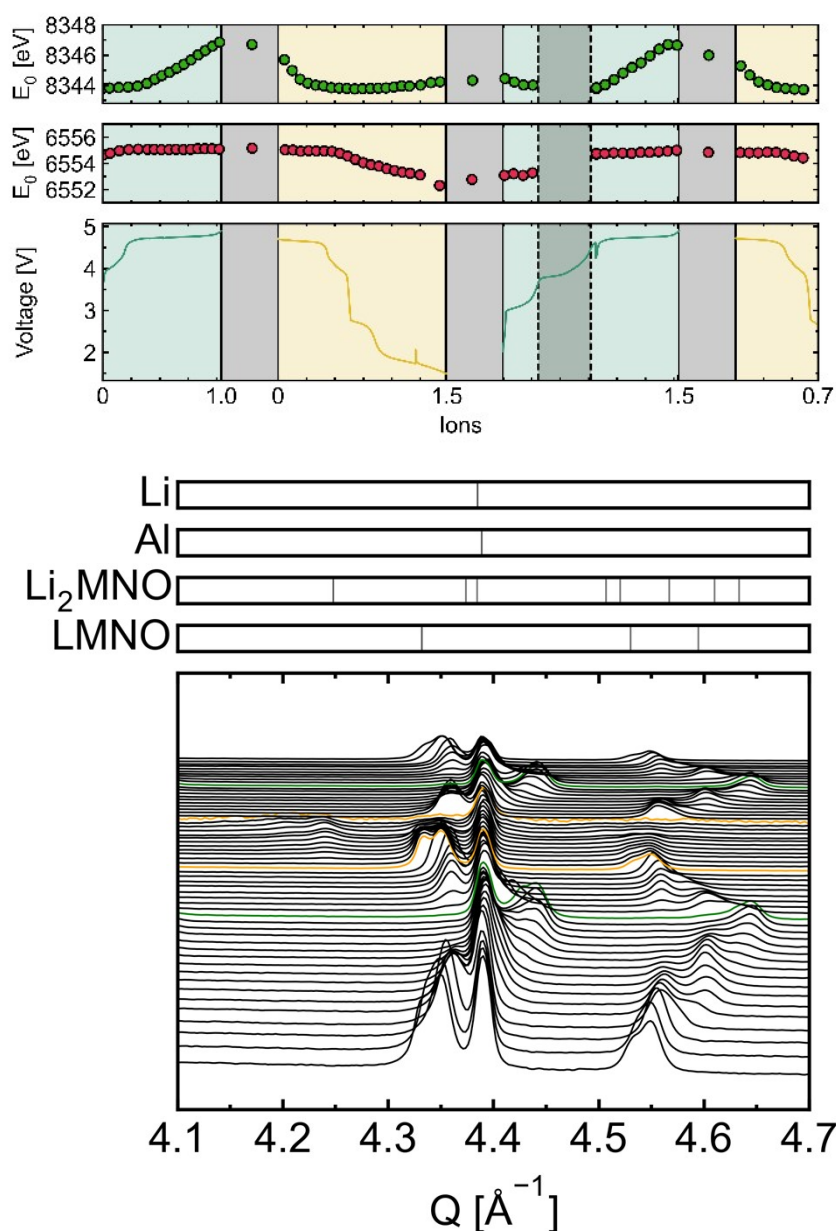 8348
8346
8344
E₀ [eV]
6556
6554
6552
E₀ [eV]
5
4
3
2
Voltage [V]
0 1.0 0 1.5 1.5 0.7
Ions
Li
Al
Li₂MNO
LMNO
4.1 4.2 4.3 4.4 4.5 4.6 4.7
Q [Å⁻¹]